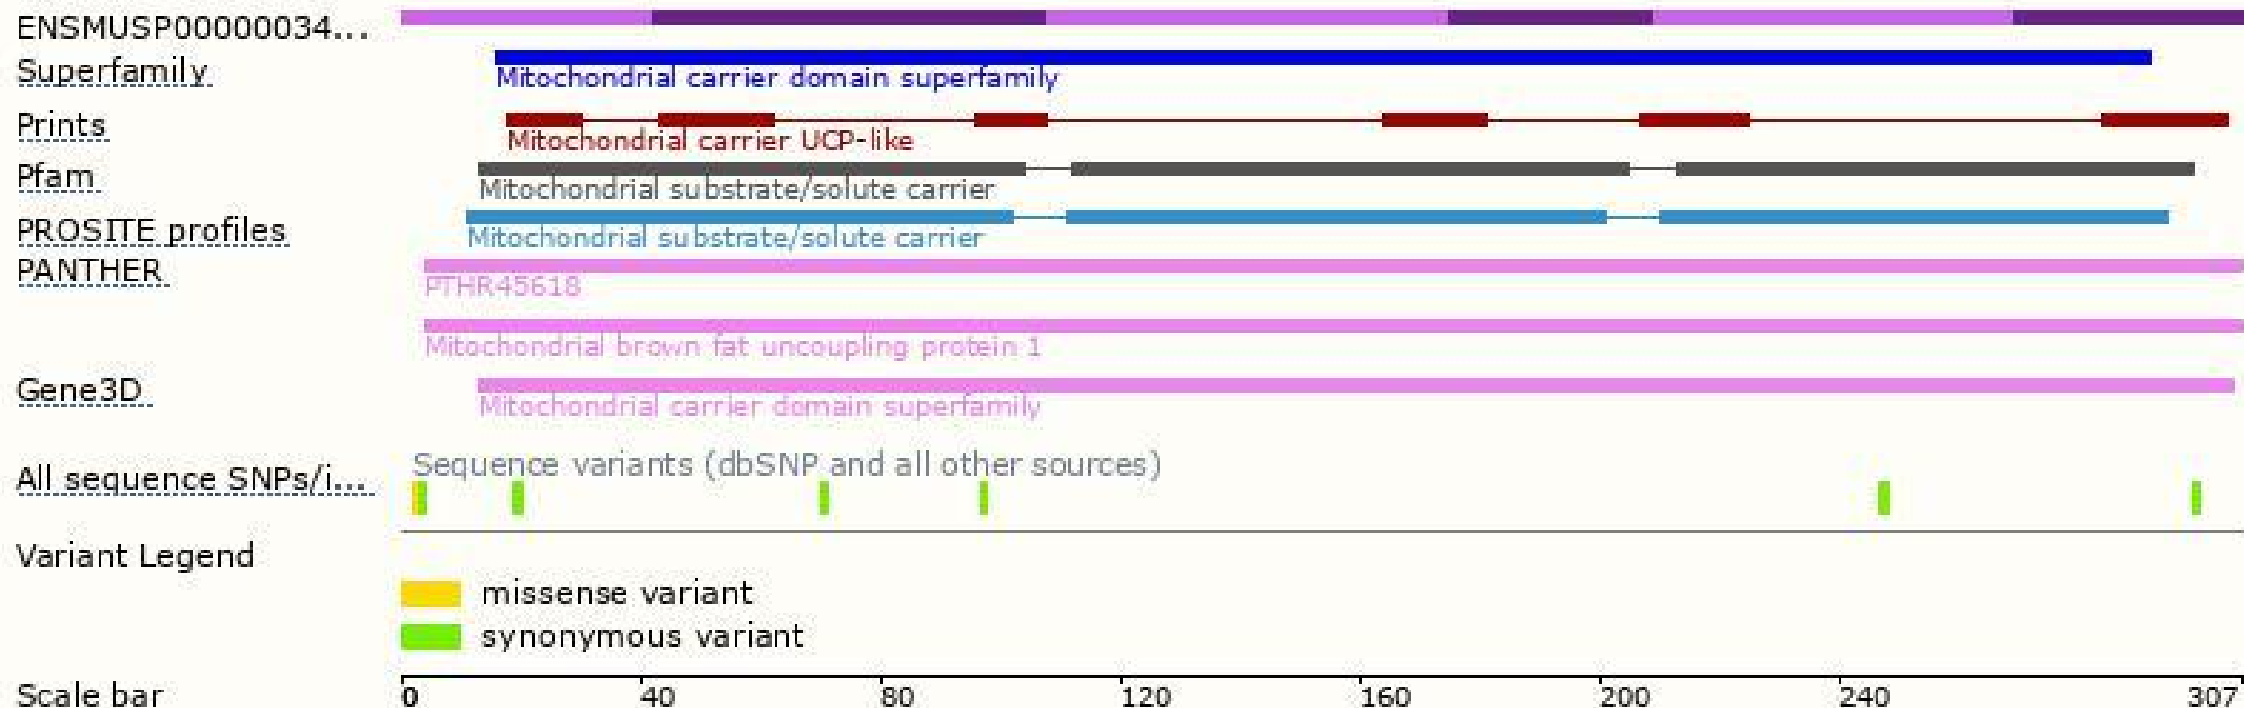 ENSMUSP00000034...
Superfamily
Mitochondrial carrier domain superfamily
Prints
Mitochondrial carrier UCP-like
Pfam
Mitochondrial substrate/solute carrier
PROSITE profiles
Mitochondrial substrate/solute carrier
PANTHER
PTHR45618
Mitochondrial brown fat uncoupling protein 1
Gene3D
Mitochondrial carrier domain superfamily
All sequence SNPs/i...
Sequence variants (dbSNP and all other sources)
Variant Legend
missense variant
synonymous variant
Scale bar 0 40 80 120 160 200 240 307